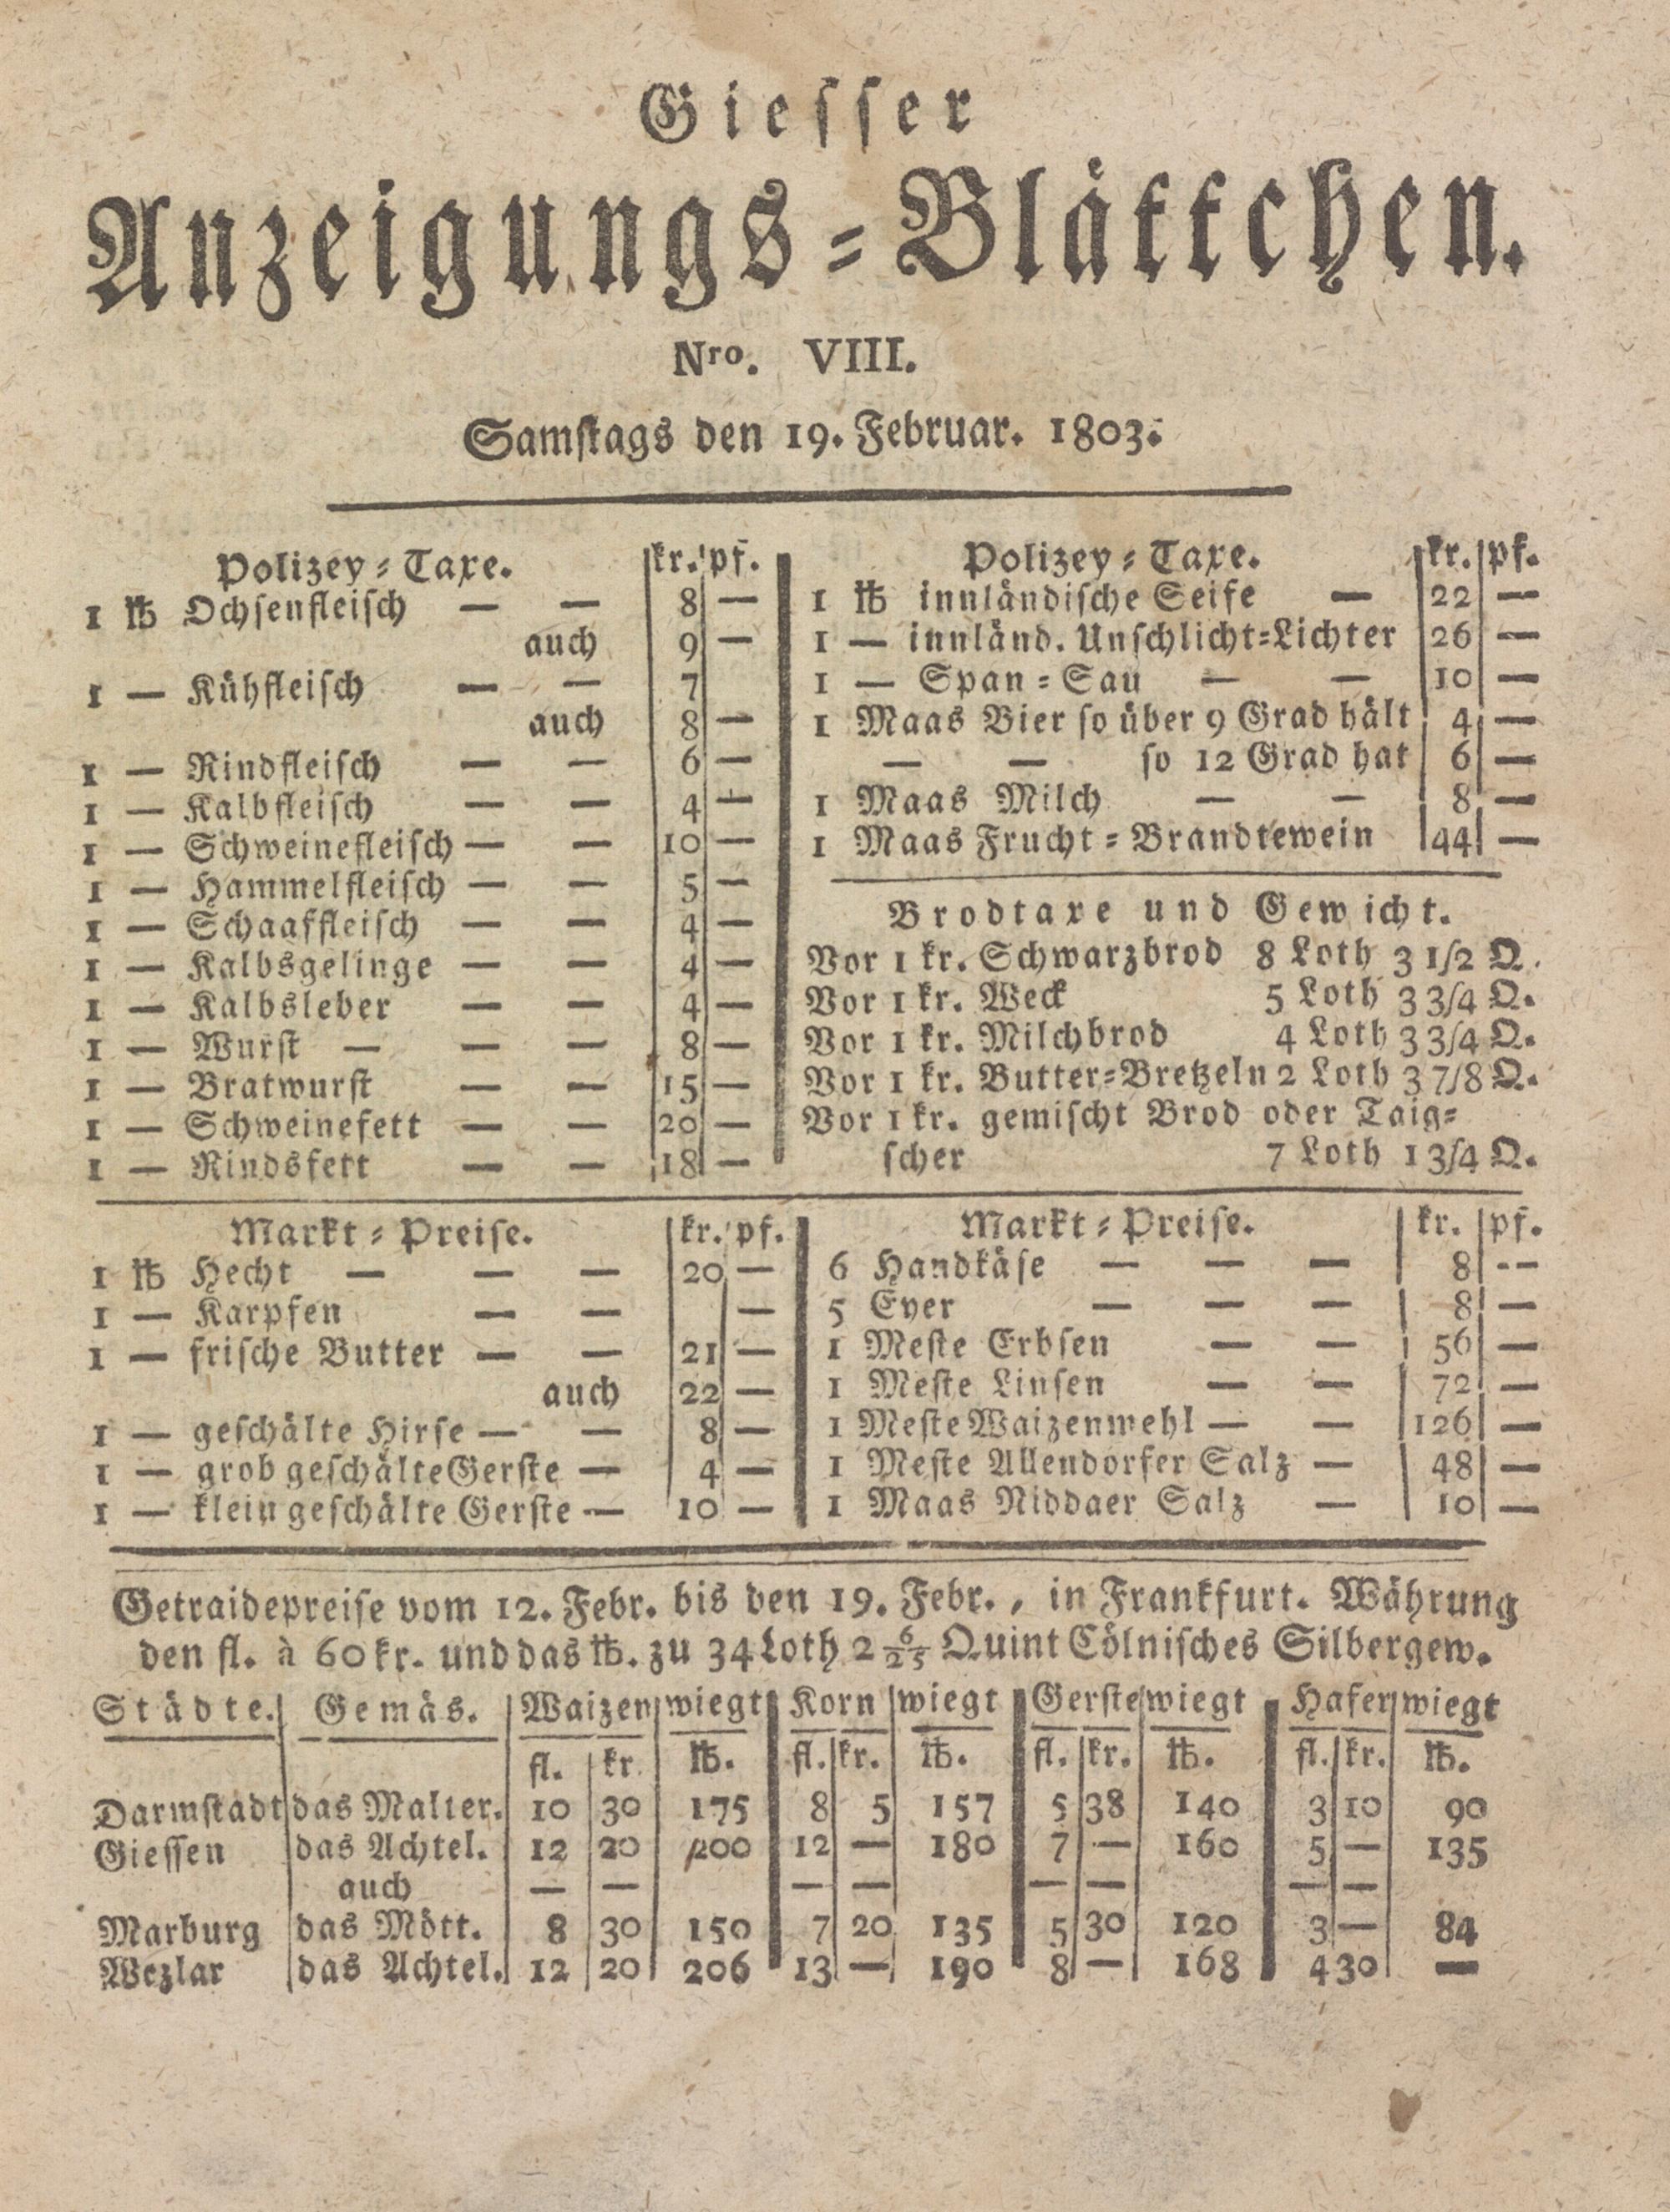 Giesser
Anzeigungs-Blättchen.
Nro. VIII.
Samstags den 19. Februar. 1803.
Polizey-Taxe. kr. pf.
1 ℔ Ochsenfleisch — — 8 —
auch 9 —
1 — Kühfleisch — — 7
auch 8 —
1 — Rindfleisch — — 6 —
1 — Kalbfleisch — — 4 —
1 — Schweinefleisch — — 10 —
1 — Hammelfleisch — — 5 —
1 — Schaaffleisch — — 4 —
1 — Kalbsgelinge — — 4 —
1 — Kalbsleber — — 4 —
1 — Wurst — — — 8 —
1 — Bratwurst — — 15 —
1 — Schweinefett — — 20 —
1 — Rindsfett — — 18 —
Polizey-Taxe. kr. pf.
1 ℔ innländische Seife — 22 —
1 — innländ. Unschlicht-Lichter 26 —
1 — Span-Sau — — 10 —
1 Maas Bier so über 9 Grad hält 4 —
— — so 12 Grad hat 6 —
1 Maas Milch — — 8 —
1 Maas Frucht-Brandtewein 44 —
Brodtaxe und Gewicht.
Vor 1 kr. Schwarzbrod 8 Loth 3 1/2 Q.
Vor 1 kr. Weck 5 Loth 3 3/4 Q.
Vor 1 kr. Milchbrod 4 Loth 3 3/4 Q.
Vor 1 kr. Butter-Bretzeln 2 Loth 3 7/8 Q.
Vor 1 kr. gemischt Brod oder Taig-
scher 7 Loth 1 3/4 Q.
Markt-Preise. kr. pf.
1 ℔ Hecht — — — 20 —
1 — Karpfen — — —
1 — frische Butter — — 21 —
auch 22 —
1 — geschälte Hirse — — 8 —
1 — grob geschälte Gerste — 4 —
1 — klein geschälte Gerste — 10 —
Markt-Preise. kr. pf.
6 Handkäse — — — 8 --
5 Eyer — — — 8 —
1 Meste Erbsen — — 56 —
1 Meste Linsen — — 72 —
1 Meste Waizenmehl — — 126 —
1 Meste Allendorfer Salz — 48 —
1 Maas Niddaer Salz — 10 —
Getraidepreise vom 12. Febr. bis den 19. Febr., in Frankfurt. Währung
den fl. à 60 kr. und das ℔. zu 34 Loth 2 6/25 Quint Cölnisches Silbergew.
Städte. Gemäs. Waizen wiegt Korn wiegt Gerste wiegt Hafer wiegt
fl. kr. ℔. fl. kr. ℔. fl. kr. ℔. fl. kr. ℔.
Darmstadt das Malter. 10 30 175 8 5 157 5 38 140 3 10 90
Giessen das Achtel. 12 20 200 12 — 180 7 — 160 5 — 135
auch — — — — — — — —
Marburg das Mött. 8 30 150 7 20 135 5 30 120 3 — 84
Wezlar das Achtel. 12 20 206 13 — 190 8 — 168 4 30 —